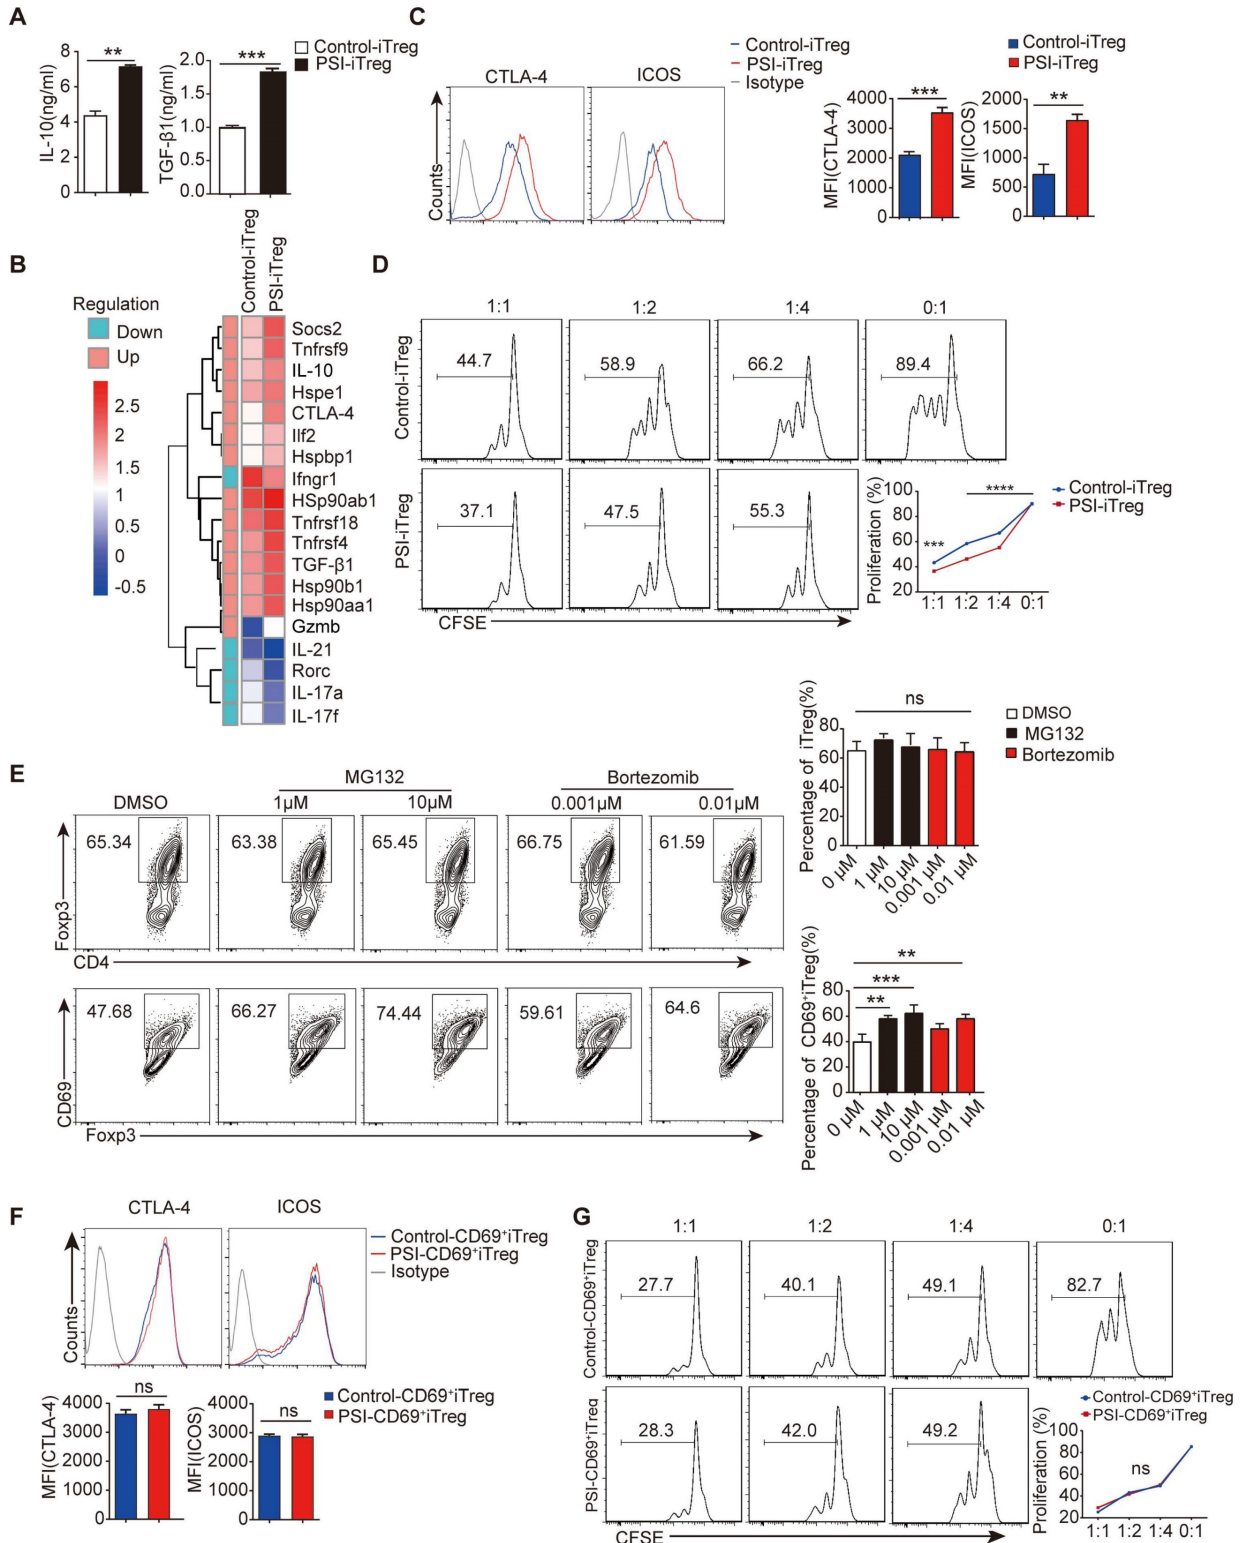 A
8
6
4
2
0
IL-10(ng/ml)
**
2.0
1.5
1.0
0.5
0.0
TGF-β1(ng/ml)
***
Control-iTreg
PSI-iTreg
C
CTLA-4
ICOS
Counts
Control-iTreg
PSI-iTreg
Isotype
Control-iTreg
PSI-iTreg
4000
3000
2000
1000
0
MFI(CTLA-4)
***
2000
1500
1000
500
0
MFI(ICOS)
**
B
Regulation
Down
Up
2.5
2
1.5
1
0.5
0
-0.5
Control-iTreg
PSI-iTreg
Socs2
Tnfrsf9
IL-10
Hspe1
CTLA-4
Ilf2
Hspbp1
Ifngr1
HSp90ab1
Tnfrsf18
Tnfrsf4
TGF-β1
Hsp90b1
Hsp90aa1
Gzmb
IL-21
Rorc
IL-17a
IL-17f
D
1:1
1:2
1:4
0:1
Control-iTreg
44.7
58.9
66.2
89.4
PSI-iTreg
37.1
47.5
55.3
CFSE
100
80
60
40
20
Proliferation (%)
***
****
1:1 1:2 1:4 0:1
Control-iTreg
PSI-iTreg
E
MG132
Bortezomib
DMSO
1μM
10μM
0.001μM
0.01μM
65.34
63.38
65.45
66.75
61.59
Foxp3
CD4
47.68
66.27
74.44
59.61
64.6
CD69
Foxp3
80
60
40
20
0
Percentage of iTreg(%)
ns
0 μM
1 μM
10 μM
0.001 μM
0.01 μM
DMSO
MG132
Bortezomib
80
60
40
20
0
Percentage of CD69⁺iTreg(%)
**
***
**
0 μM
1 μM
10 μM
0.001 μM
0.01 μM
F
CTLA-4
ICOS
Counts
Control-CD69⁺iTreg
PSI-CD69⁺iTreg
Isotype
4000
3000
2000
1000
0
MFI(CTLA-4)
ns
4000
3000
2000
1000
0
MFI(ICOS)
ns
Control-CD69⁺iTreg
PSI-CD69⁺iTreg
G
1:1
1:2
1:4
0:1
Control-CD69⁺iTreg
27.7
40.1
49.1
82.7
PSI-CD69⁺iTreg
28.3
42.0
49.2
CFSE
Control-CD69⁺iTreg
PSI-CD69⁺iTreg
100
80
60
40
20
Proliferation (%)
ns
1:1 1:2 1:4 0:1